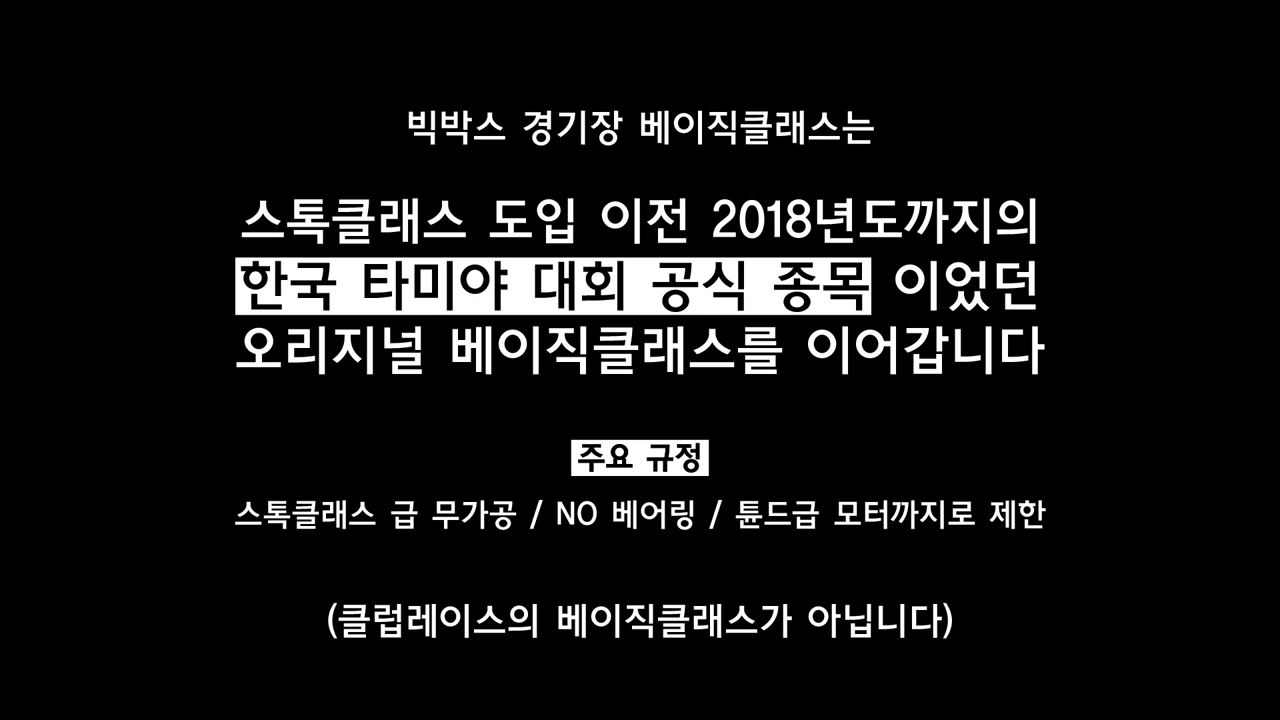 빅박스 경기장 베이직클래스는
스톡클래스 도입 이전 2018년도까지의
한국 타미야 대회 공식 종목 이었던
오리지널 베이직클래스를 이어갑니다
주요 규정
스톡클래스 급 무가공 / NO 베어링 / 튠드급 모터까지로 제한
(클럽레이스의 베이직클래스가 아닙니다)